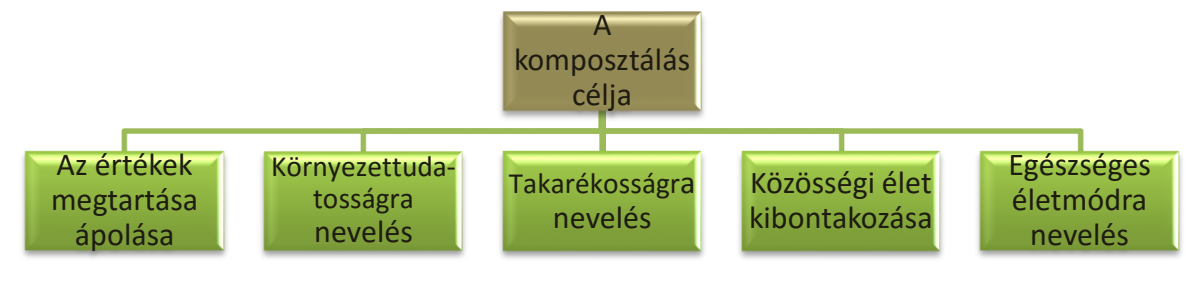 A
komposztálás
célja
Az értékek
megtartása
ápolása
Környezettuda-
tosságra
nevelés
Takarékosságra
nevelés
Közösségi élet
kibontakozása
Egészséges
életmódra
nevelés